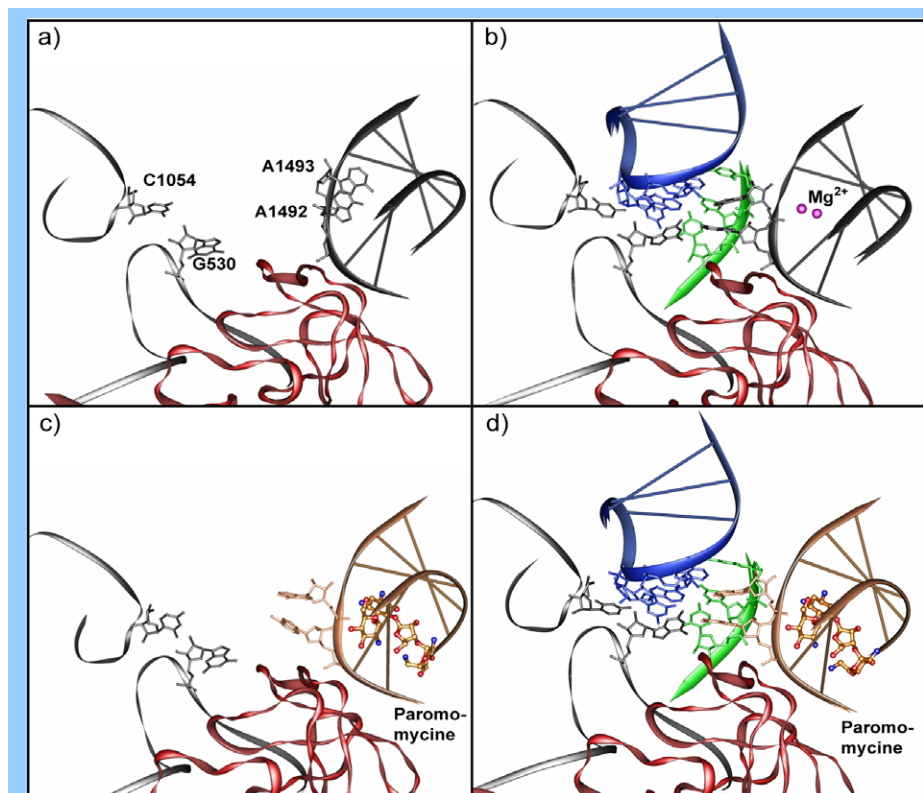 a)
C1054
A1493
A1492
G530
b)
Mg2+
c)
Paromo-
mycine
d)
Paromo-
mycine